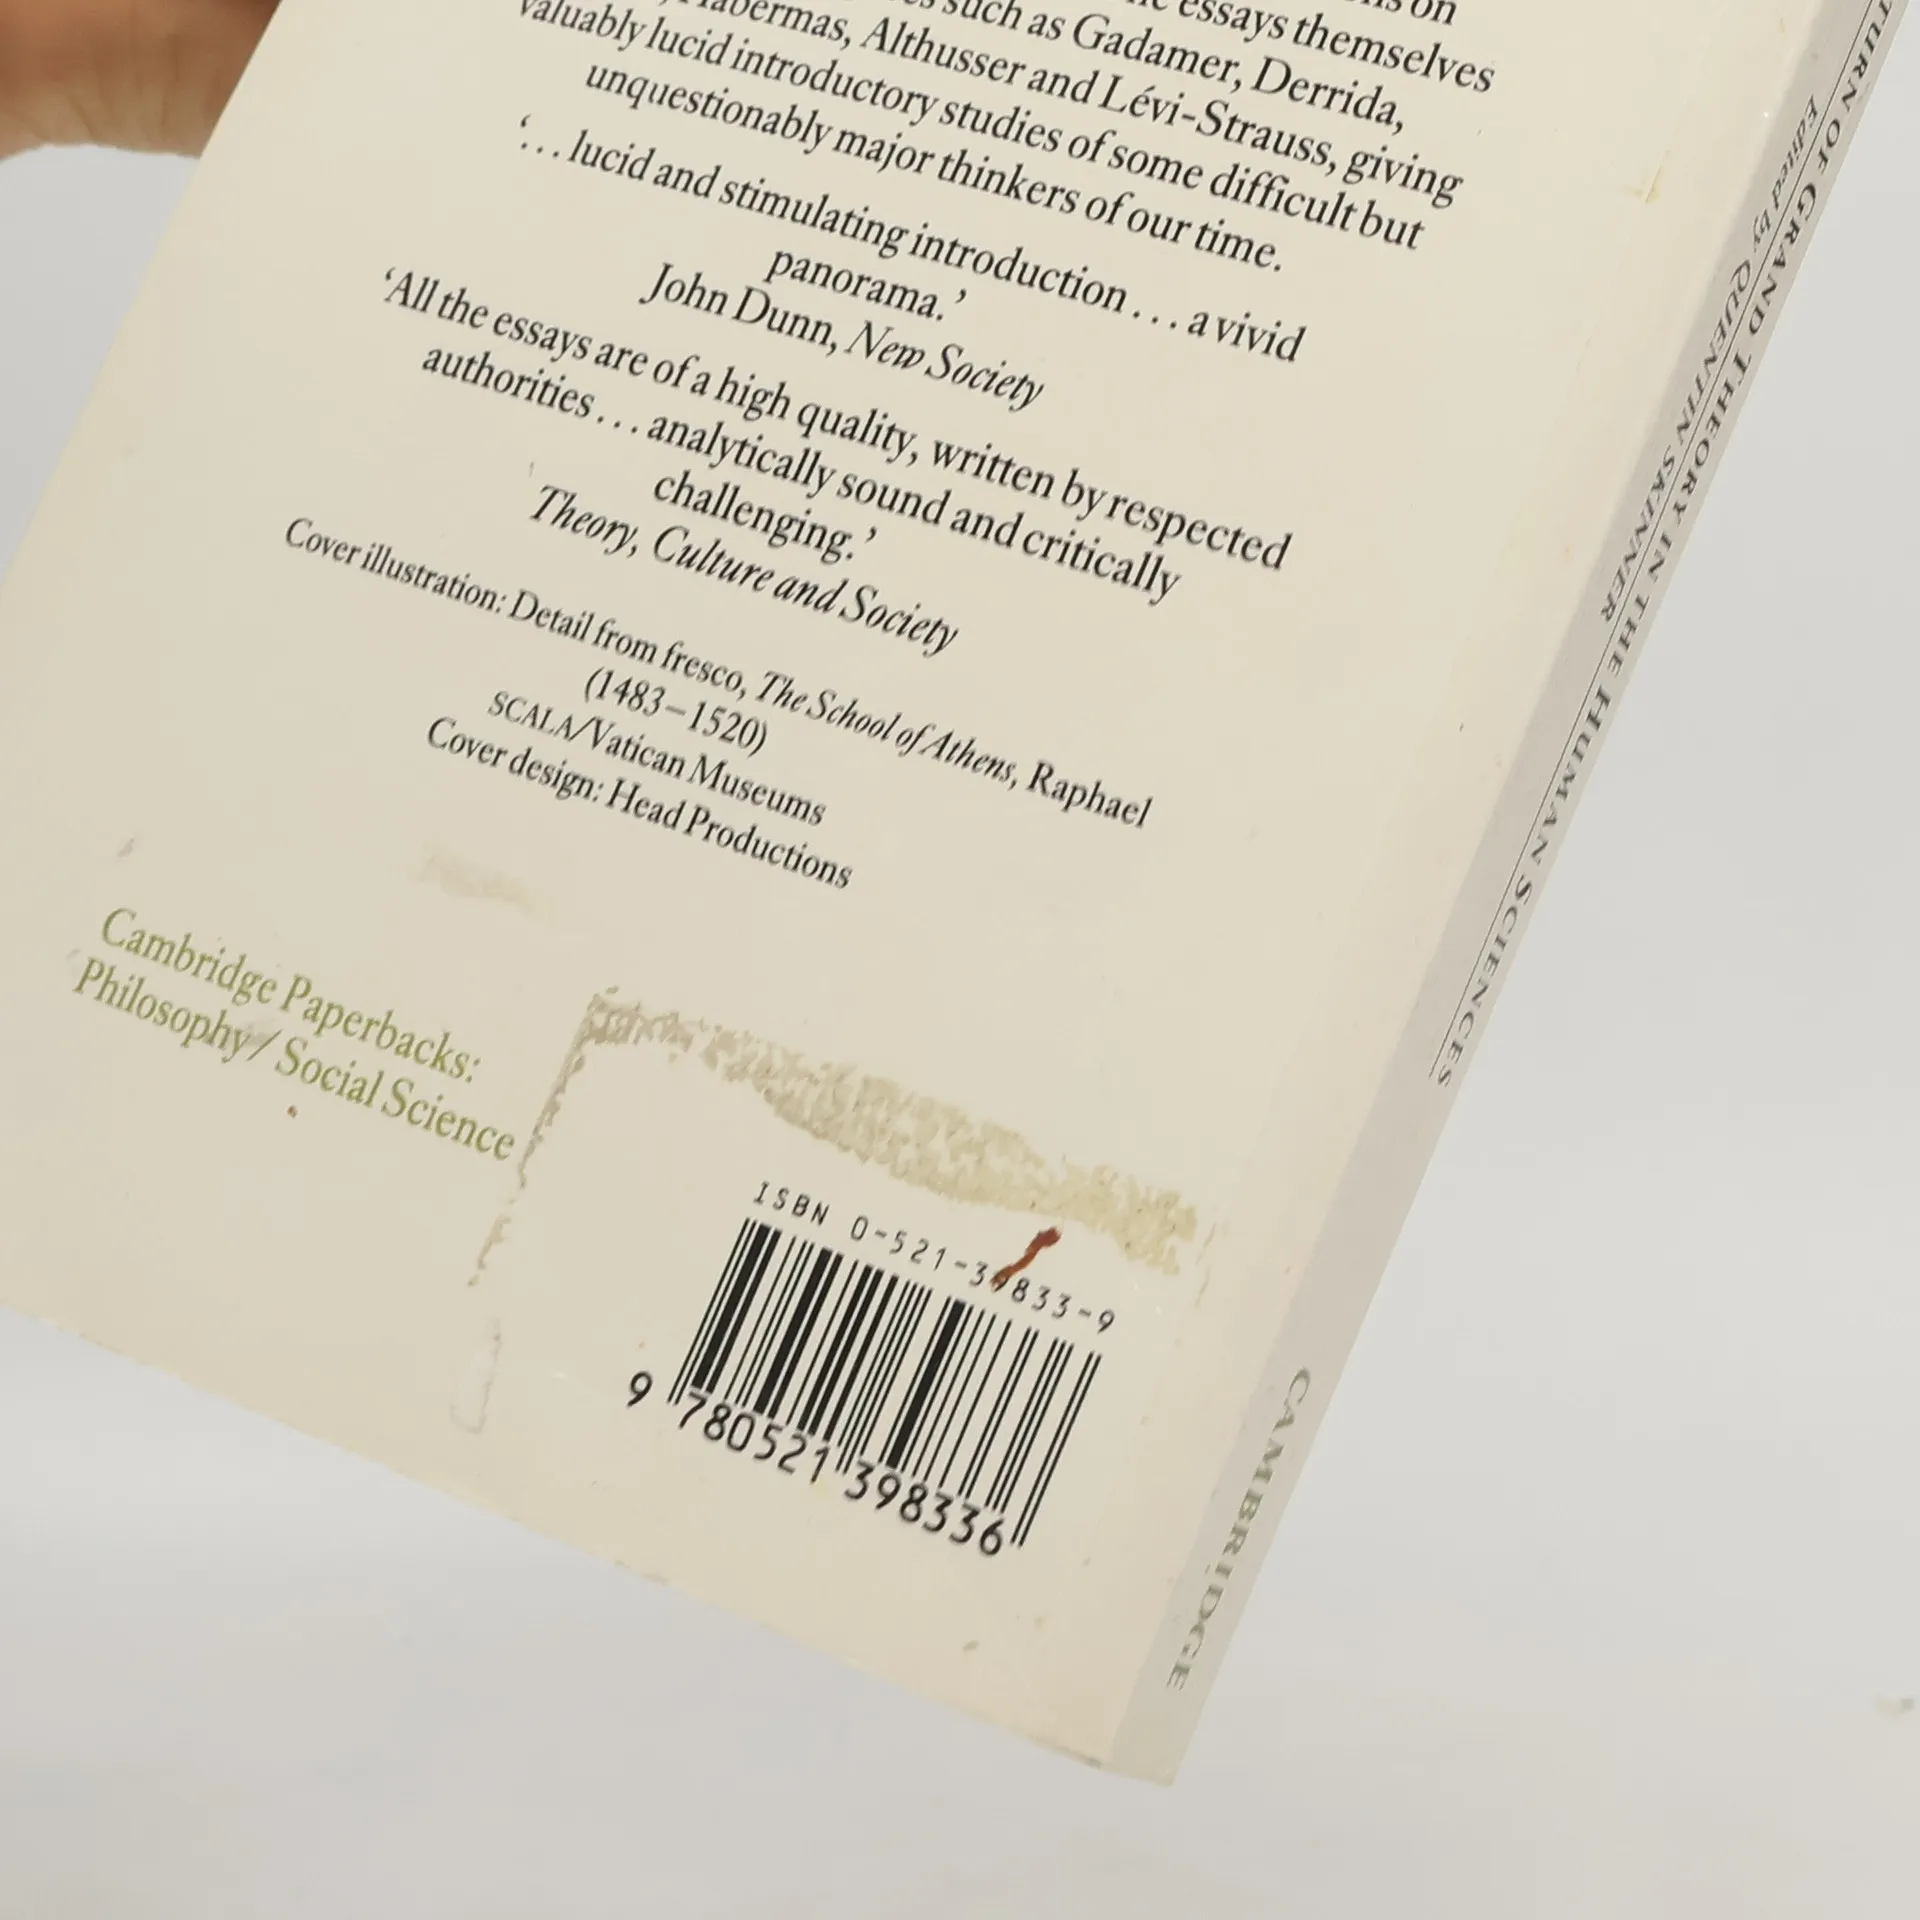 on
essays themselves
such as Gadamer, Derrida,
Habermas, Althusser and Lévi-Strauss, giving
valuably lucid introductory studies of some difficult but
unquestionably major thinkers of our time.
‘. . . lucid and stimulating introduction . . . a vivid
panorama.’
John Dunn, New Society
‘All the essays are of a high quality, written by respected
authorities . . . analytically sound and critically
challenging.’
Theory, Culture and Society
Cover illustration: Detail from fresco, The School of Athens, Raphael
(1483–1520)
SCALA/Vatican Museums
Cover design: Head Productions
Cambridge Paperbacks:
Philosophy / Social Science
ISBN 0-521-39833-9
9 780521 398336
TURN OF GRAND THEORY IN THE HUMAN SCIENCES
Edited by QUENTIN SKINNER
CAMBRIDGE